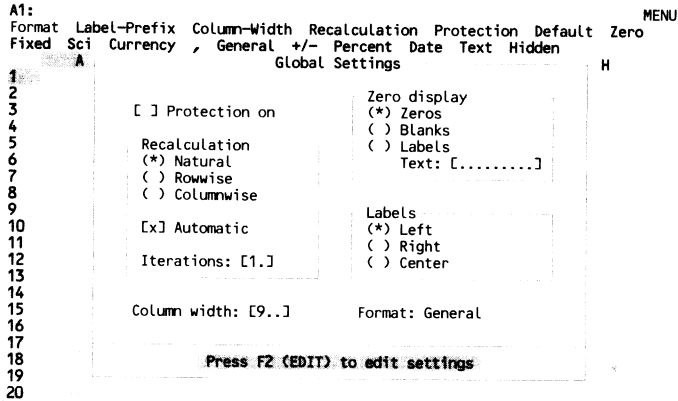 A1: MENU
Format Label-Prefix Column-Width Recalculation Protection Default Zero
Fixed Sci Currency , General +/- Percent Date Text Hidden
A Global Settings H
1
2 Zero display
3 [ ] Protection on (*) Zeros
4 ( ) Blanks
5 Recalculation ( ) Labels
6 (*) Natural Text: [.........]
7 ( ) Rowwise
8 ( ) Columnwise
9 Labels
10 [x] Automatic (*) Left
11 ( ) Right
12 Iterations: [1.] ( ) Center
13
14
15 Column width: [9..] Format: General
16
17
18 Press F2 (EDIT) to edit settings
19
20